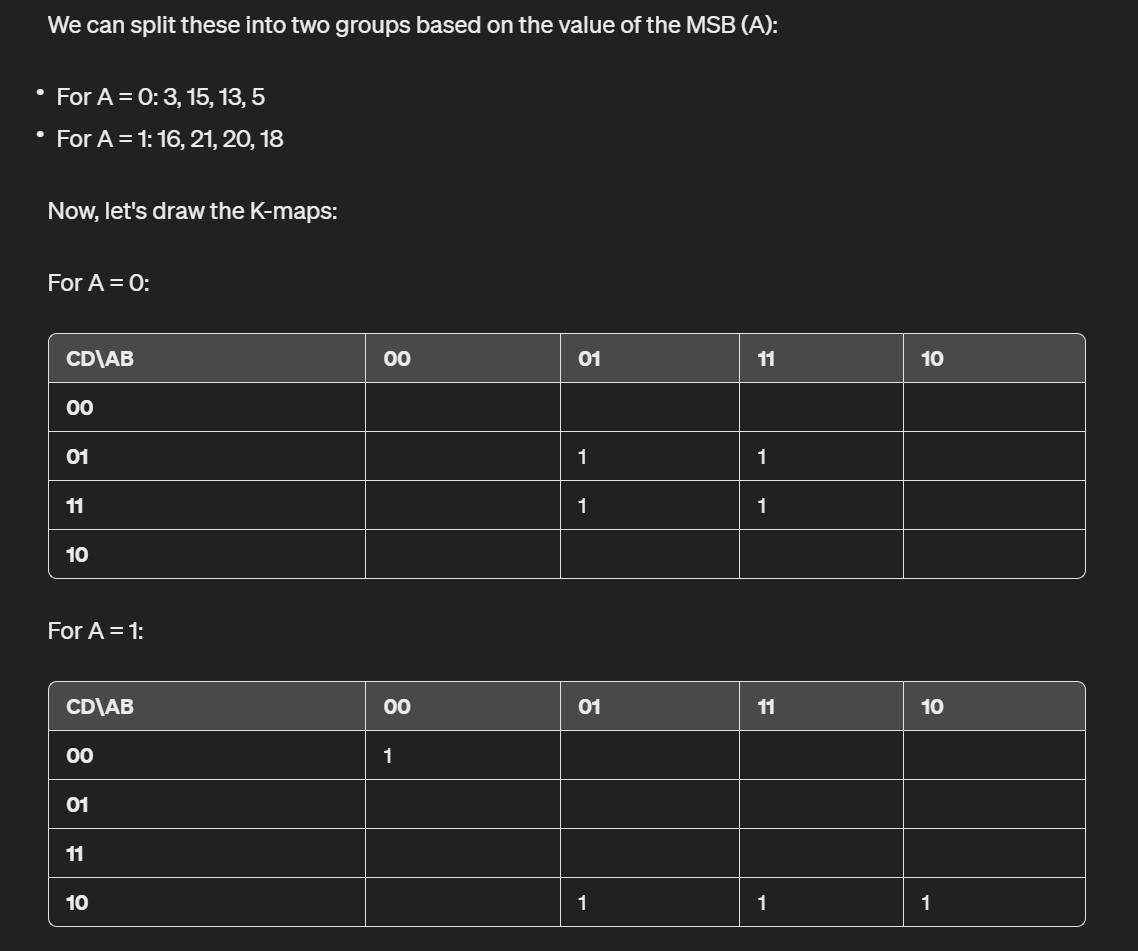 We can split these into two groups based on the value of the MSB (A):
• For A = 0: 3, 15, 13, 5
• For A = 1: 16, 21, 20, 18
Now, let's draw the K-maps:
For A = 0:
CD\AB 00 01 11 10
00
01 1 1
11 1 1
10
For A = 1:
CD\AB 00 01 11 10
00 1
01
11
10 1 1 1